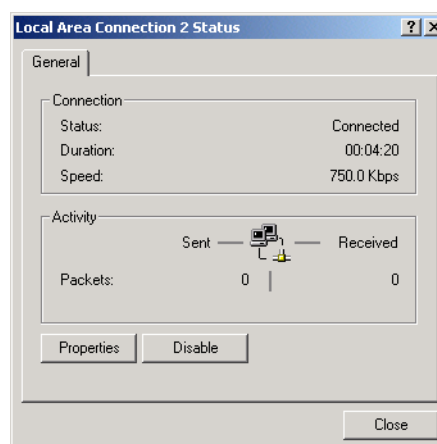 Local Area Connection 2 Status ? ×
General
Connection
Status: Connected
Duration: 00:04:20
Speed: 750.0 Kbps
Activity
Sent Received
Packets: 0 0
Properties Disable
Close